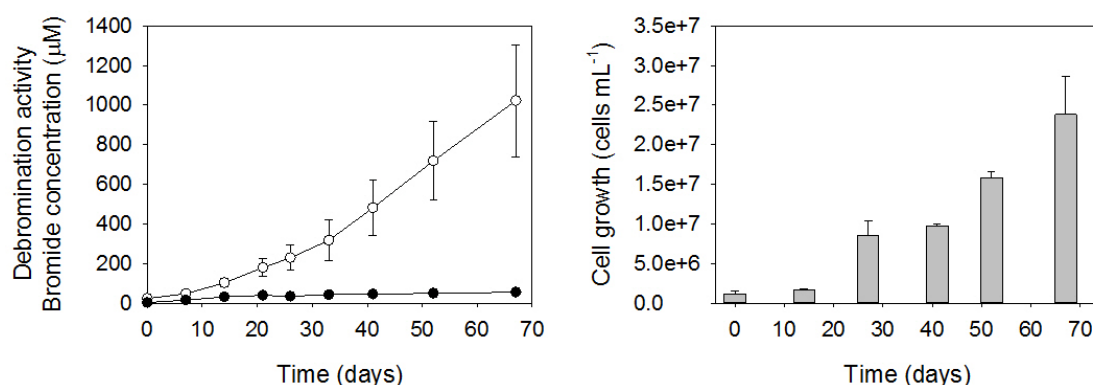 Debromination activity
Bromide concentration (μM)
1400
1200
1000
800
600
400
200
0
0 10 20 30 40 50 60 70
Time (days)
Cell growth (cells mL⁻¹)
3.5e+7
3.0e+7
2.5e+7
2.0e+7
1.5e+7
1.0e+7
5.0e+6
0.0
0 10 20 30 40 50 60 70
Time (days)